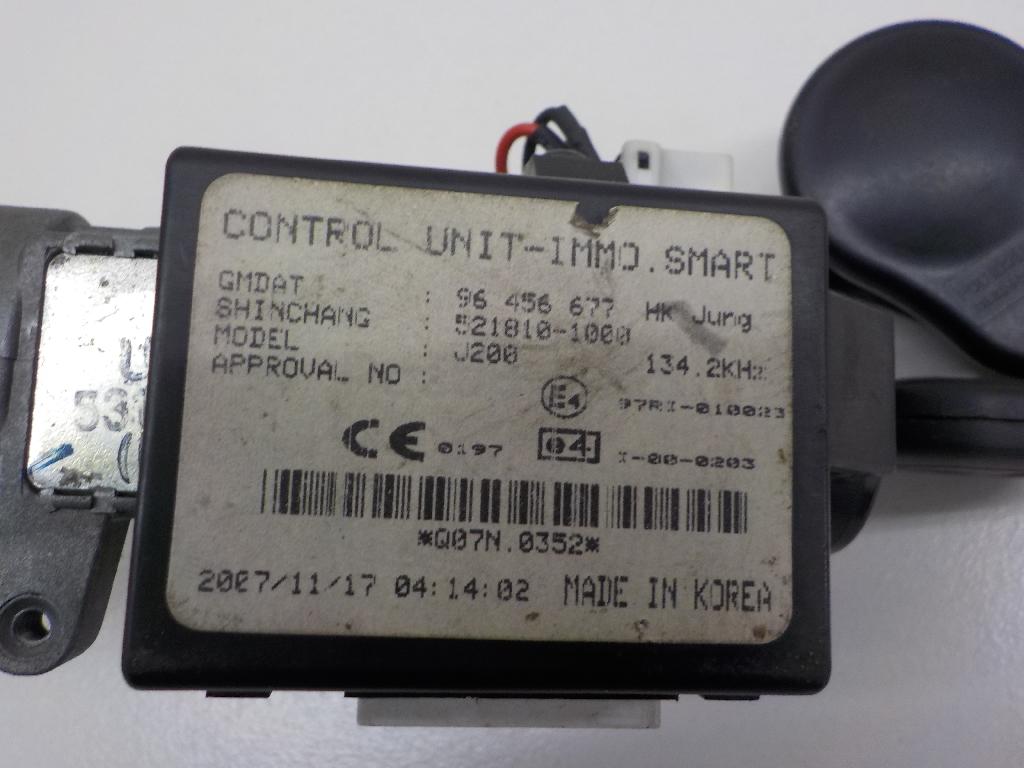 CONTROL UNIT-IMMO.SMART
GMDAT : 96 456 677 HK Jung
SHINCHANG : 521810-1000
MODEL : J200 134.2KHz
APPROVAL NO :
E4 97RI-010023
CE 0197 e4 I-00-0203
*Q07N.0352*
2007/11/17 04:14:02 MADE IN KOREA